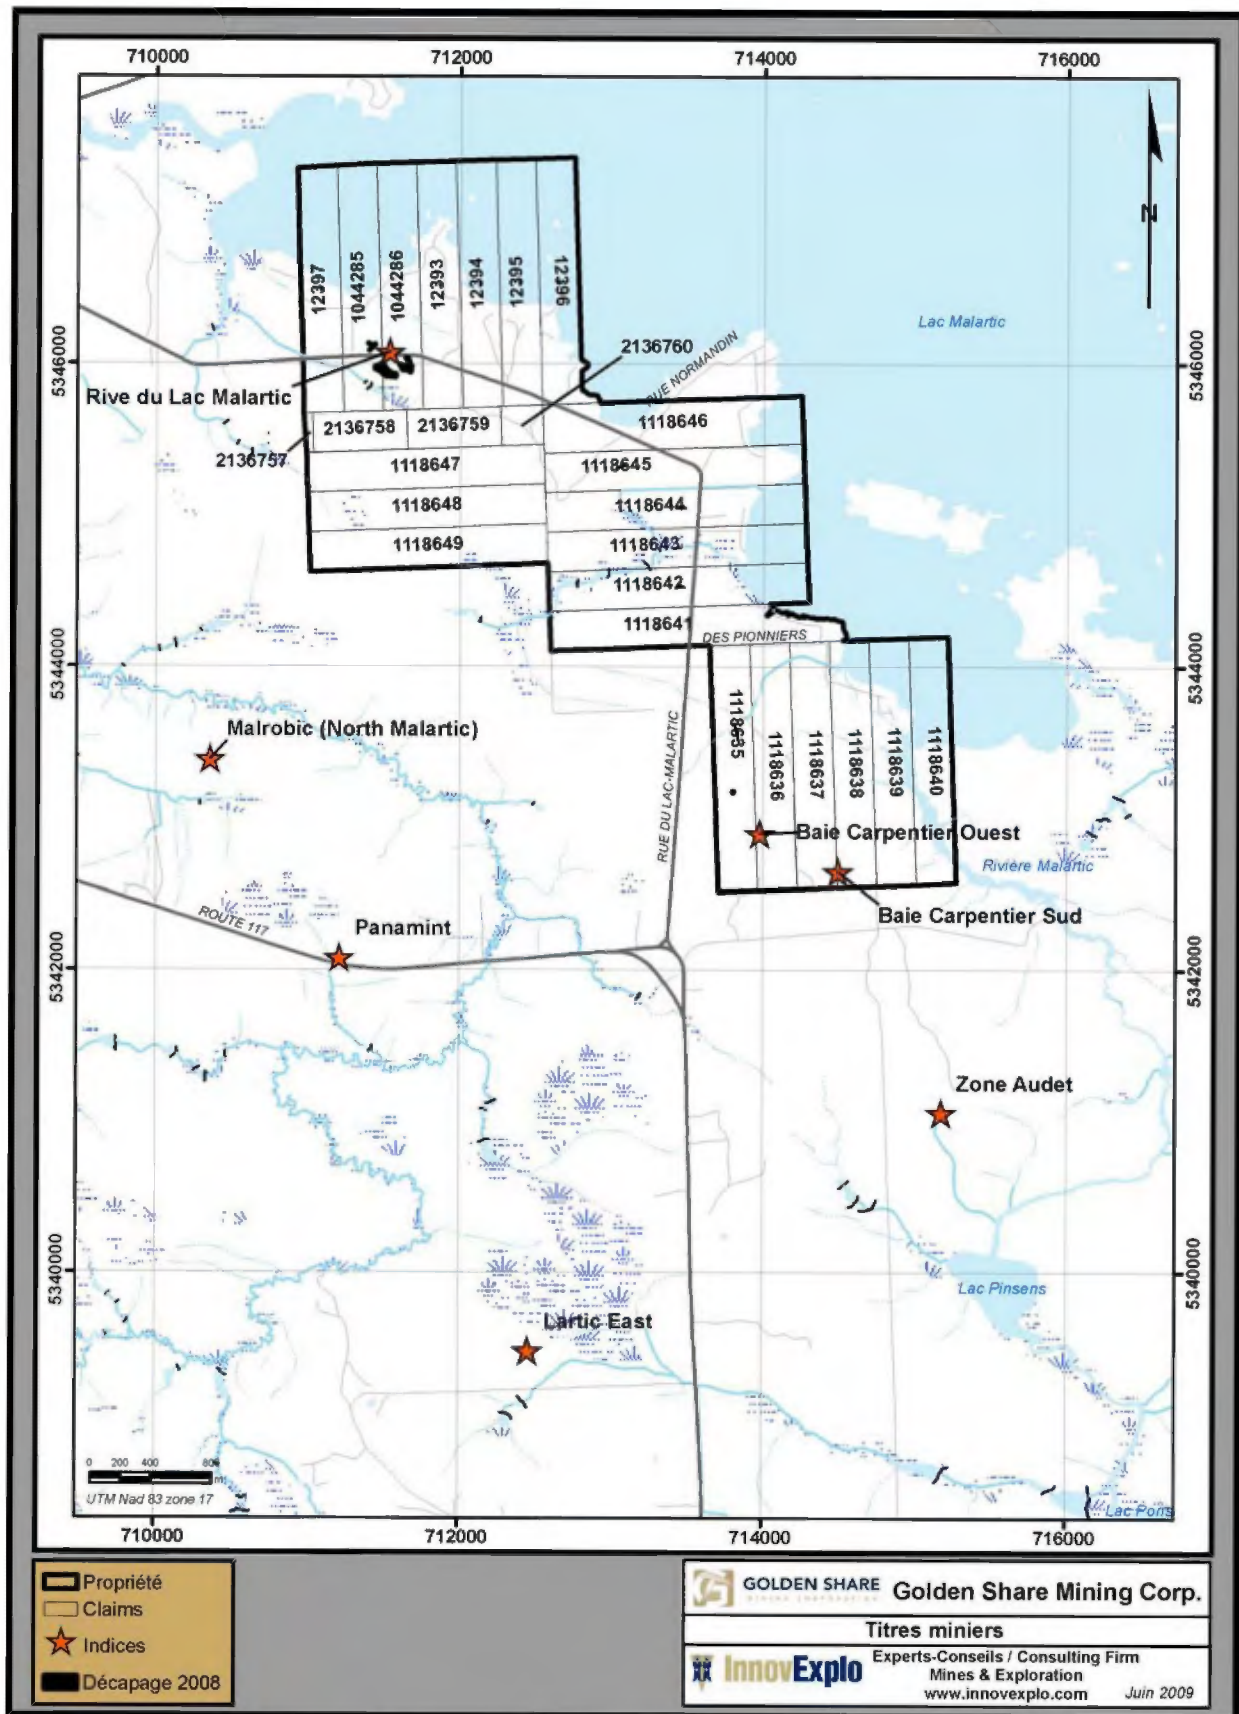 710000
712000
714000
716000
N
12397
1044285
1044286
12393
12394
12395
12396
Lac Malartic
5346000
5346000
2136760
RUE NORMANDIN
Rive du Lac Malartic
2136758
2136759
1118646
2136757
1118647
1118645
1118648
1118644
1118649
1118643
1118642
1118641
DES PIONNIERS
5344000
5344000
Malrobic (North Malartic)
RUE DU LAC-MALARTIC
1118635
1118636
1118637
1118638
1118639
1118640
Baie Carpentier Ouest
Rivière Malartic
Baie Carpentier Sud
ROUTE 117
Panamint
5342000
5342000
Zone Audet
5340000
5340000
Lac Pinsens
Lartic East
0 200 400 800
m
UTM Nad 83 zone 17
Lac Pons
710000
712000
714000
716000
Propriété
Claims
Indices
Décapage 2008
GOLDEN SHARE
MINING CORPORATION
Golden Share Mining Corp.
Titres miniers
InnovExplo
Experts-Conseils / Consulting Firm
Mines & Exploration
www.innovexplo.com
Juin 2009